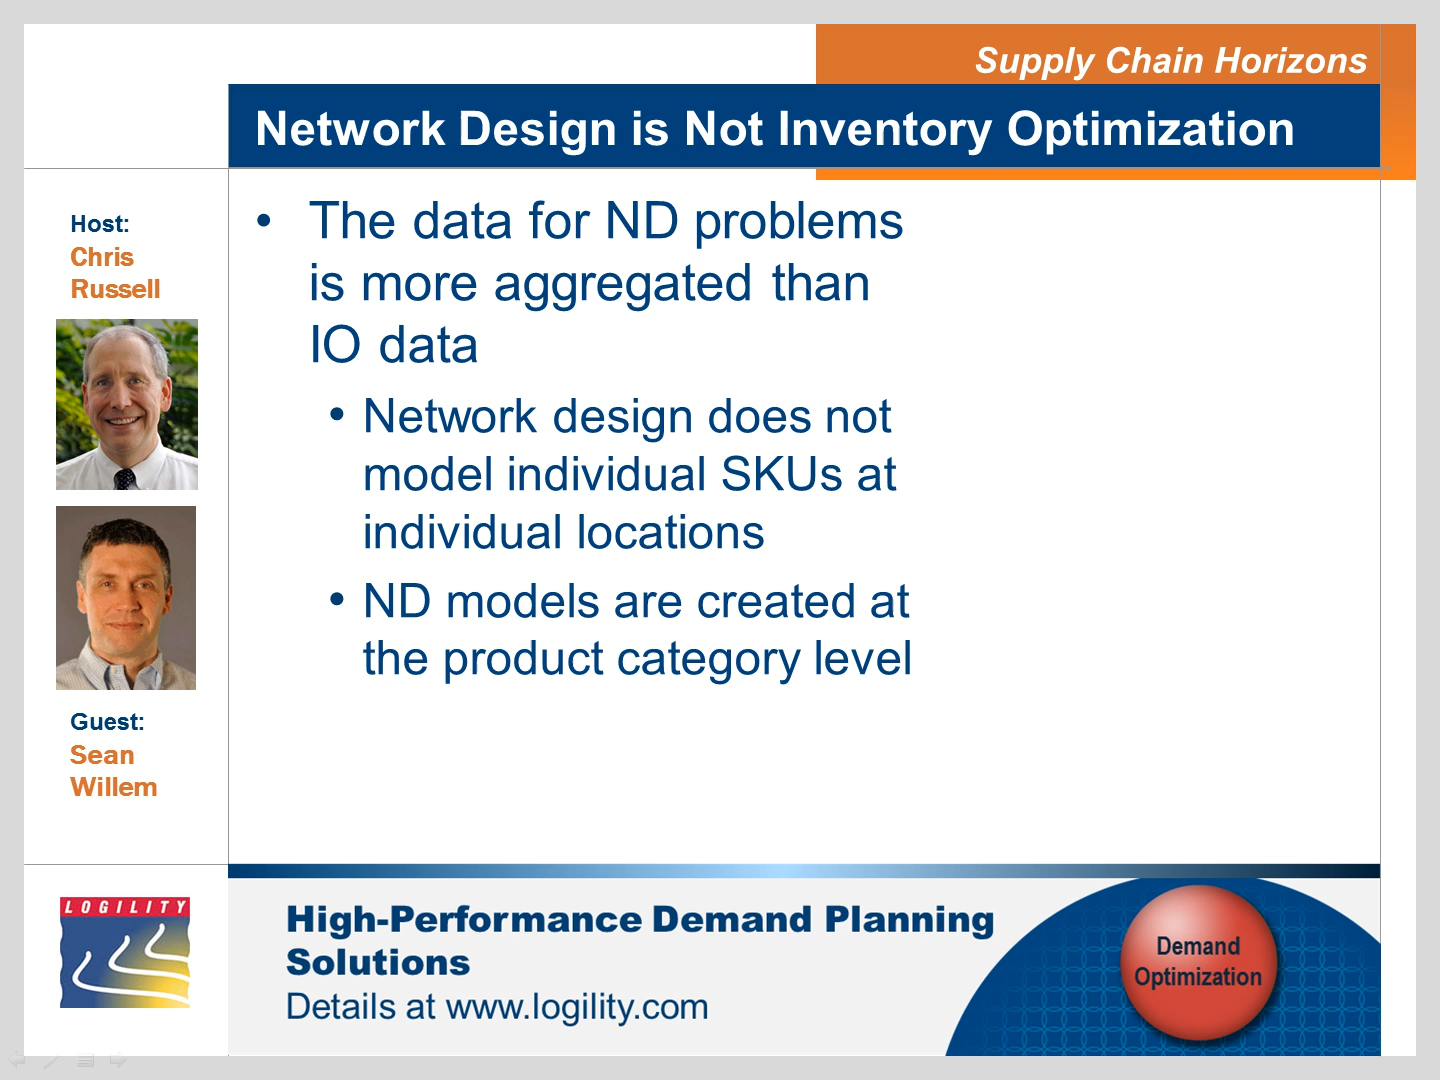 Supply Chain Horizons
Network Design is Not Inventory Optimization
Host:
Chris
Russell
Guest:
Sean
Willem
• The data for ND problems
is more aggregated than
IO data
• Network design does not
model individual SKUs at
individual locations
• ND models are created at
the product category level
LOGILITY
High-Performance Demand Planning
Solutions
Details at www.logility.com
Demand
Optimization